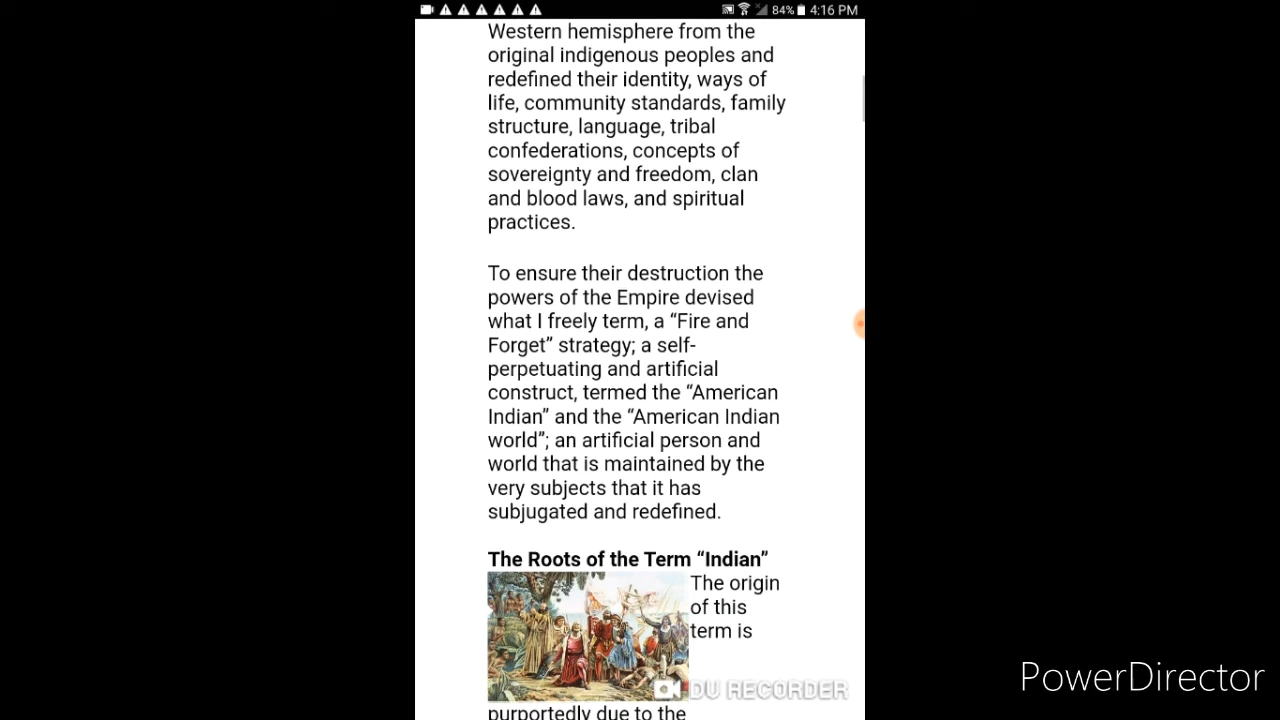 84% 4:16 PM
Western hemisphere from the
original indigenous peoples and
redefined their identity, ways of
life, community standards, family
structure, language, tribal
confederations, concepts of
sovereignty and freedom, clan
and blood laws, and spiritual
practices.
To ensure their destruction the
powers of the Empire devised
what I freely term, a “Fire and
Forget” strategy; a self-
perpetuating and artificial
construct, termed the “American
Indian” and the “American Indian
world”; an artificial person and
world that is maintained by the
very subjects that it has
subjugated and redefined.
The Roots of the Term “Indian”
The origin
of this
term is
purportedly due to the
DU RECORDER
PowerDirector